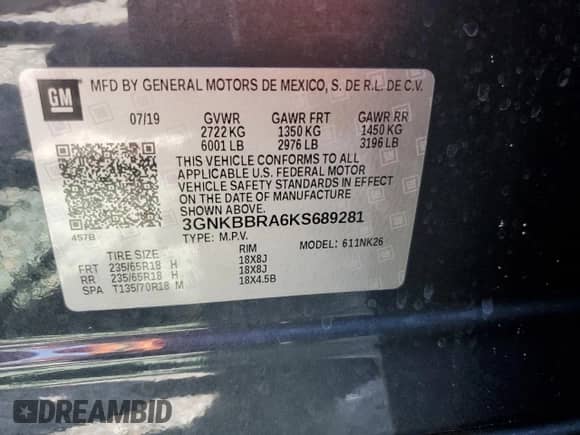 GM
MFD BY GENERAL MOTORS DE MEXICO, S. DE R.L. DE C.V.
07/19 GVWR GAWR FRT GAWR RR
2722 KG 1350 KG 1450 KG
6001 LB 2976 LB 3196 LB
THIS VEHICLE CONFORMS TO ALL
APPLICABLE U.S. FEDERAL MOTOR
VEHICLE SAFETY STANDARDS IN EFFECT
ON THE DATE OF MANUFACTURE
SHOWN ABOVE.
3GNKBBRA6KS689281
4S7B TYPE: M.P.V. MODEL: 611NK26
TIRE SIZE RIM
FRT 235/65R18 H 18X8J
RR 235/65R18 H 18X8J
SPA T135/70R18 M 18X4.5B
DREAMBID